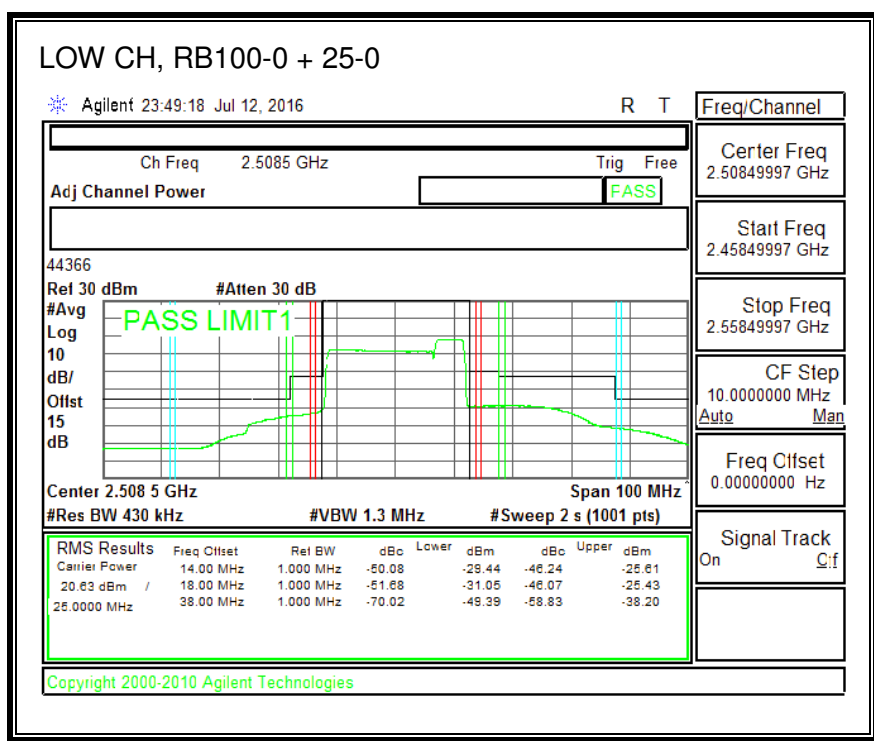 LOW CH, RB100-0 + 25-0
Agilent 23:49:18 Jul 12, 2016 R T
Freq/Channel
Ch Freq 2.5085 GHz Trig Free
Adj Channel Power PASS
Center Freq
2.50849997 GHz
Start Freq
2.45849997 GHz
Stop Freq
2.55849997 GHz
CF Step
10.0000000 MHz
Auto Man
Freq Offset
0.00000000 Hz
Signal Track
On Off
44366
Ref 30 dBm #Atten 30 dB
#Avg
Log
10
dB/
Offst
15
dB
PASS LIMIT1
Center 2.508 5 GHz Span 100 MHz
#Res BW 430 kHz #VBW 1.3 MHz #Sweep 2 s (1001 pts)
RMS Results Freq Offset Ref BW dBc Lower dBm dBc Upper dBm
Carrier Power 14.00 MHz 1.000 MHz -50.08 -29.44 -46.24 -25.61
20.63 dBm / 18.00 MHz 1.000 MHz -51.68 -31.05 -46.07 -25.43
25.0000 MHz 38.00 MHz 1.000 MHz -70.02 -49.39 -58.83 -38.20
Copyright 2000-2010 Agilent Technologies